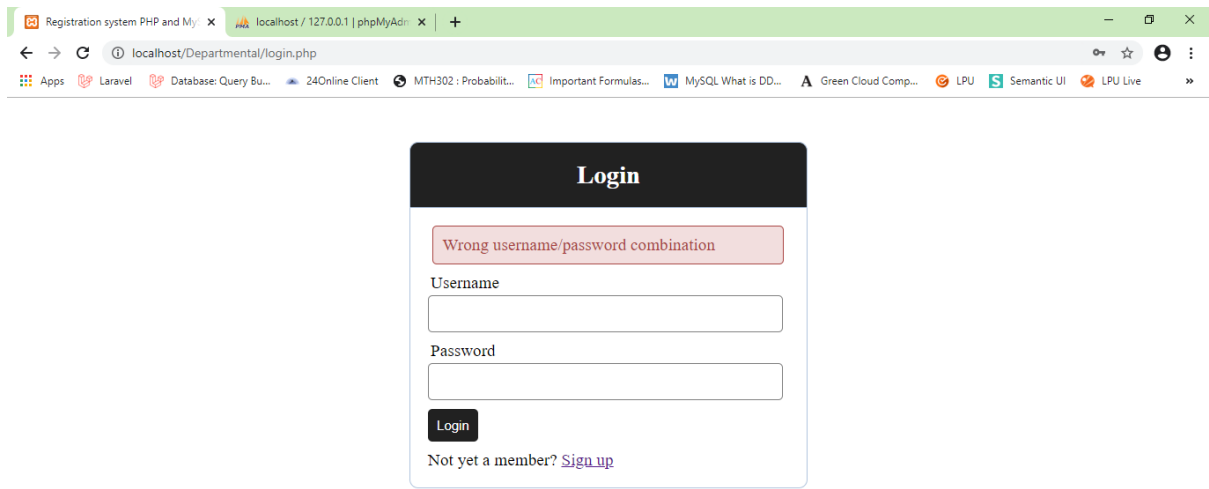 Registration system PHP and My
localhost / 127.0.0.1 | phpMyAdm
localhost/Departmental/login.php
Apps Laravel Database: Query Bu... 24Online Client MTH302 : Probabilit... AC Important Formulas... W MySQL What is DD... A Green Cloud Comp... LPU S Semantic UI LPU Live »
Login
Wrong username/password combination
Username
Password
Login
Not yet a member? Sign up